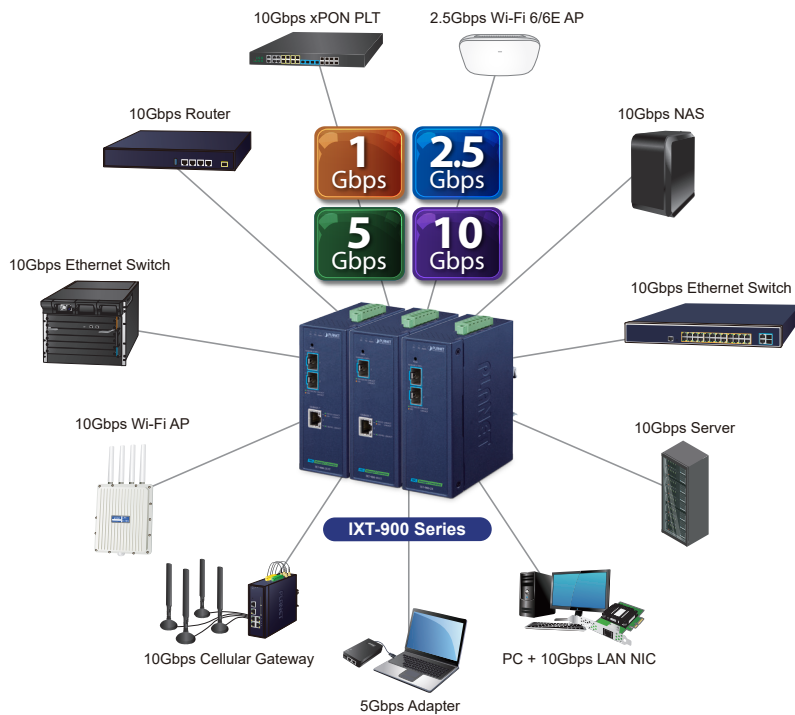 10Gbps xPON PLT
2.5Gbps Wi-Fi 6/6E AP
10Gbps Router
10Gbps NAS
1
Gbps
2.5
Gbps
5
Gbps
10
Gbps
10Gbps Ethernet Switch
10Gbps Ethernet Switch
PLANET
10Gbps Wi-Fi AP
10Gbps Server
IXT-900 Series
10Gbps Cellular Gateway
PC + 10Gbps LAN NIC
5Gbps Adapter